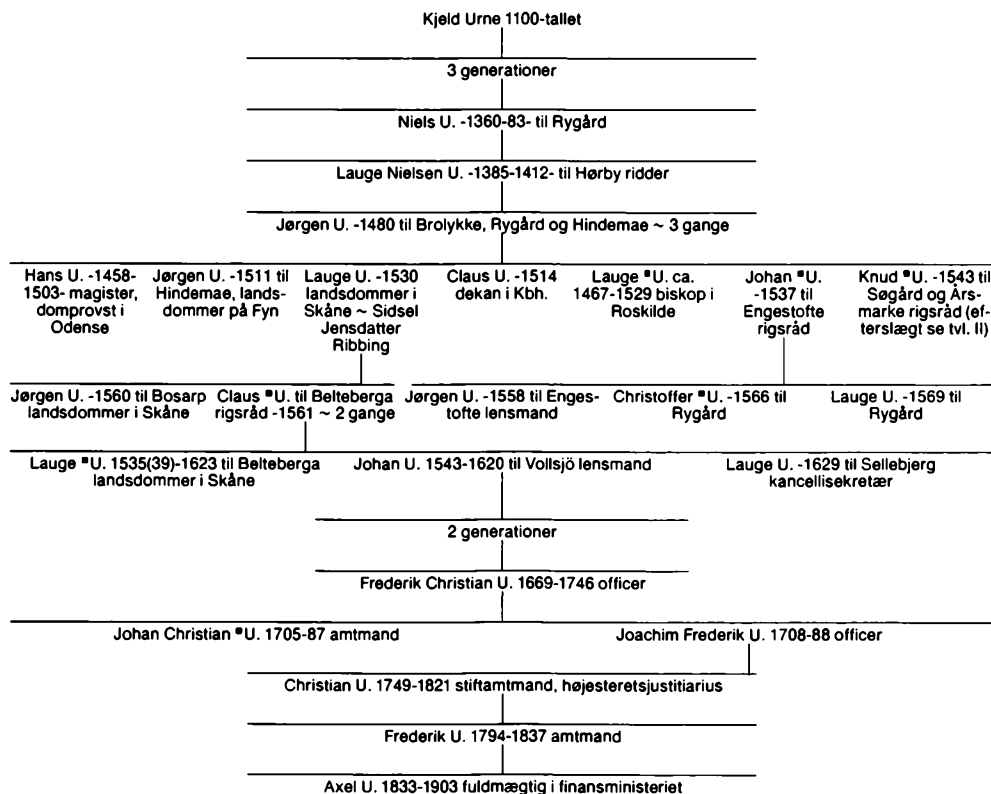 Kjeld Urne 1100-tallet
3 generationer
Niels U. -1360-83- til Rygård
Lauge Nielsen U. -1385-1412- til Hørby ridder
Jørgen U. -1480 til Brolykke, Rygård og Hindemae ~ 3 gange
Hans U. -1458-
1503- magister,
domprovst i
Odense
Jørgen U. -1511 til
Hindemae, lands-
dommer på Fyn
Lauge U. -1530
landsdommer i
Skåne ~ Sidsel
Jensdatter
Ribbing
Claus U. -1514
dekan i Kbh.
Lauge ■U. ca.
1467-1529 biskop i
Roskilde
Johan ■U.
-1537 til
Engestofte
rigsråd
Knud ■U. -1543 til
Søgård og Års-
marke rigsråd (ef-
terslægt se tvl. II)
Jørgen U. -1560 til Bosarp
landsdommer i Skåne
Claus ■U. til Belteberga
rigsråd -1561 ~ 2 gange
Jørgen U. -1558 til Enges-
tofte lensmand
Christoffer ■U. -1566 til
Rygård
Lauge U. -1569 til
Rygård
Lauge ■U. 1535(39)-1623 til Belteberga
landsdommer i Skåne
Johan U. 1543-1620 til Vollsjö lensmand
Lauge U. -1629 til Sellebjerg
kancellisekretær
2 generationer
Frederik Christian U. 1669-1746 officer
Johan Christian ■U. 1705-87 amtmand
Joachim Frederik U. 1708-88 officer
Christian U. 1749-1821 stiftamtmand, højesteretsjustitiarius
Frederik U. 1794-1837 amtmand
Axel U. 1833-1903 fuldmægtig i finansministeriet